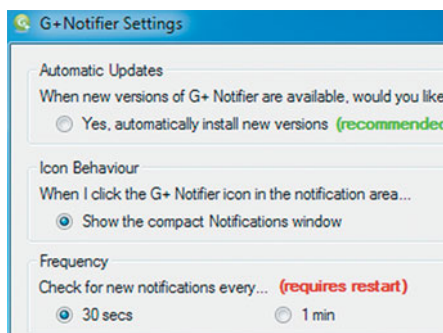 G+Notifier Settings
Automatic Updates
When new versions of G+ Notifier are available, would you like
Yes, automatically install new versions (recommended
Icon Behaviour
When I click the G+ Notifier icon in the notification area...
Show the compact Notifications window
Frequency
Check for new notifications every... (requires restart)
30 secs 1 min